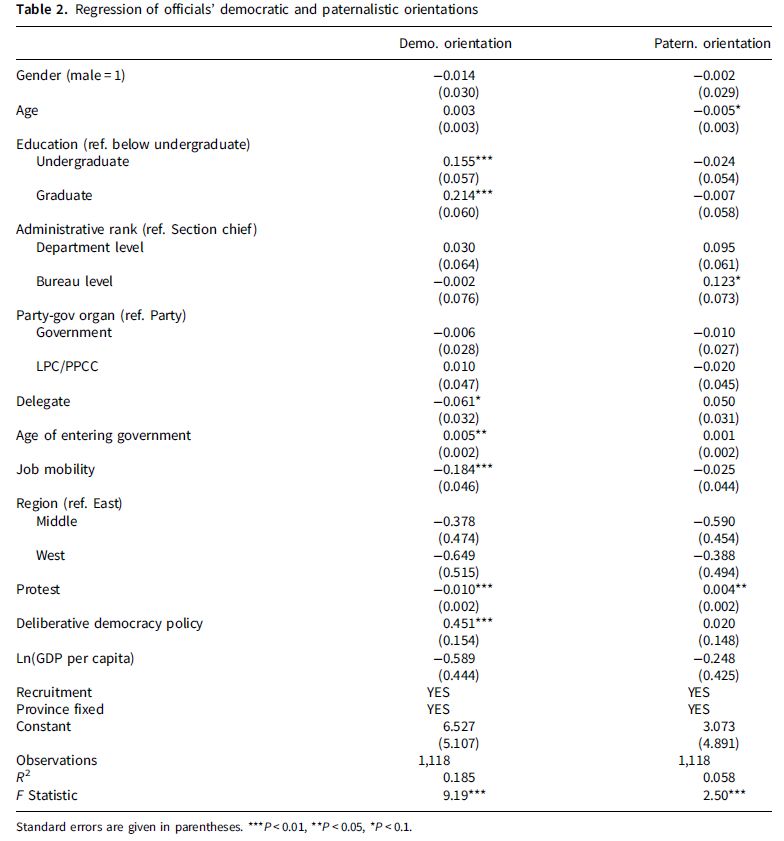 Table 2. Regression of officials’ democratic and paternalistic orientations
Demo. orientation Patern. orientation
Gender (male = 1) −0.014 −0.002
(0.030) (0.029)
Age 0.003 −0.005*
(0.003) (0.003)
Education (ref. below undergraduate)
Undergraduate 0.155*** −0.024
(0.057) (0.054)
Graduate 0.214*** −0.007
(0.060) (0.058)
Administrative rank (ref. Section chief)
Department level 0.030 0.095
(0.064) (0.061)
Bureau level −0.002 0.123*
(0.076) (0.073)
Party-gov organ (ref. Party)
Government −0.006 −0.010
(0.028) (0.027)
LPC/PPCC 0.010 −0.020
(0.047) (0.045)
Delegate −0.061* 0.050
(0.032) (0.031)
Age of entering government 0.005** 0.001
(0.002) (0.002)
Job mobility −0.184*** −0.025
(0.046) (0.044)
Region (ref. East)
Middle −0.378 −0.590
(0.474) (0.454)
West −0.649 −0.388
(0.515) (0.494)
Protest −0.010*** 0.004**
(0.002) (0.002)
Deliberative democracy policy 0.451*** 0.020
(0.154) (0.148)
Ln(GDP per capita) −0.589 −0.248
(0.444) (0.425)
Recruitment YES YES
Province fixed YES YES
Constant 6.527 3.073
(5.107) (4.891)
Observations 1,118 1,118
R² 0.185 0.058
F Statistic 9.19*** 2.50***
Standard errors are given in parentheses. ***P < 0.01, **P < 0.05, *P < 0.1.